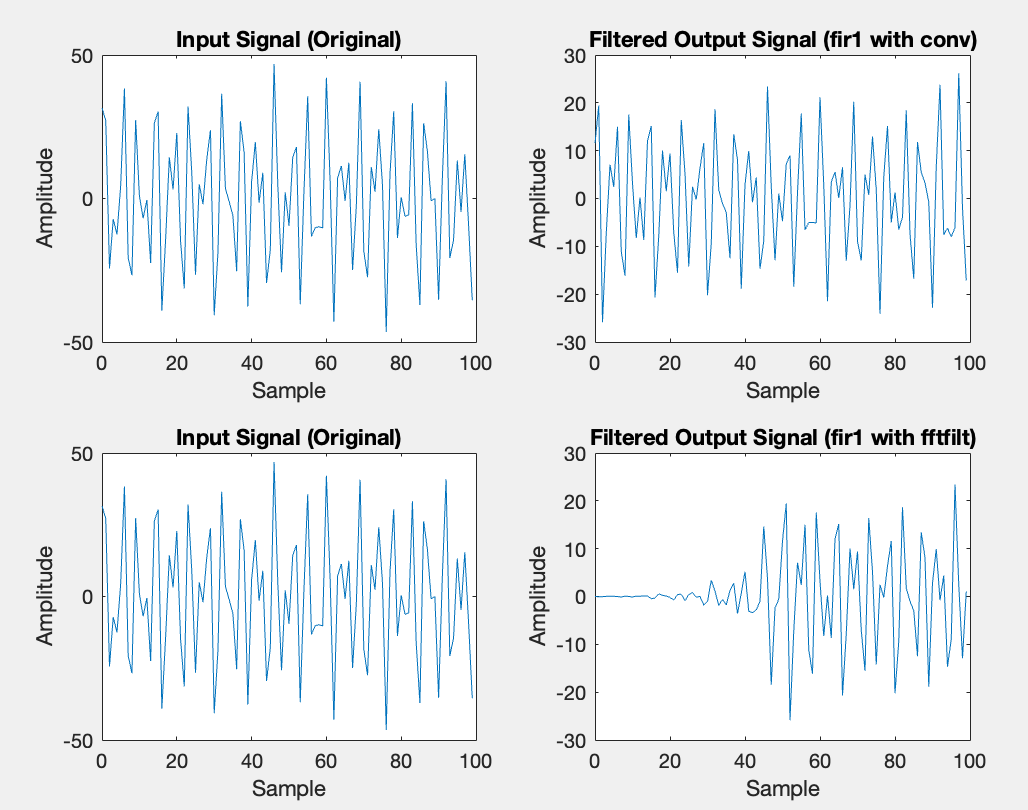 Input Signal (Original)
50
0
-50
Amplitude
0 20 40 60 80 100
Sample
Filtered Output Signal (fir1 with conv)
30
20
10
0
-10
-20
-30
Amplitude
0 20 40 60 80 100
Sample
Input Signal (Original)
50
0
-50
Amplitude
0 20 40 60 80 100
Sample
Filtered Output Signal (fir1 with fftfilt)
30
20
10
0
-10
-20
-30
Amplitude
0 20 40 60 80 100
Sample